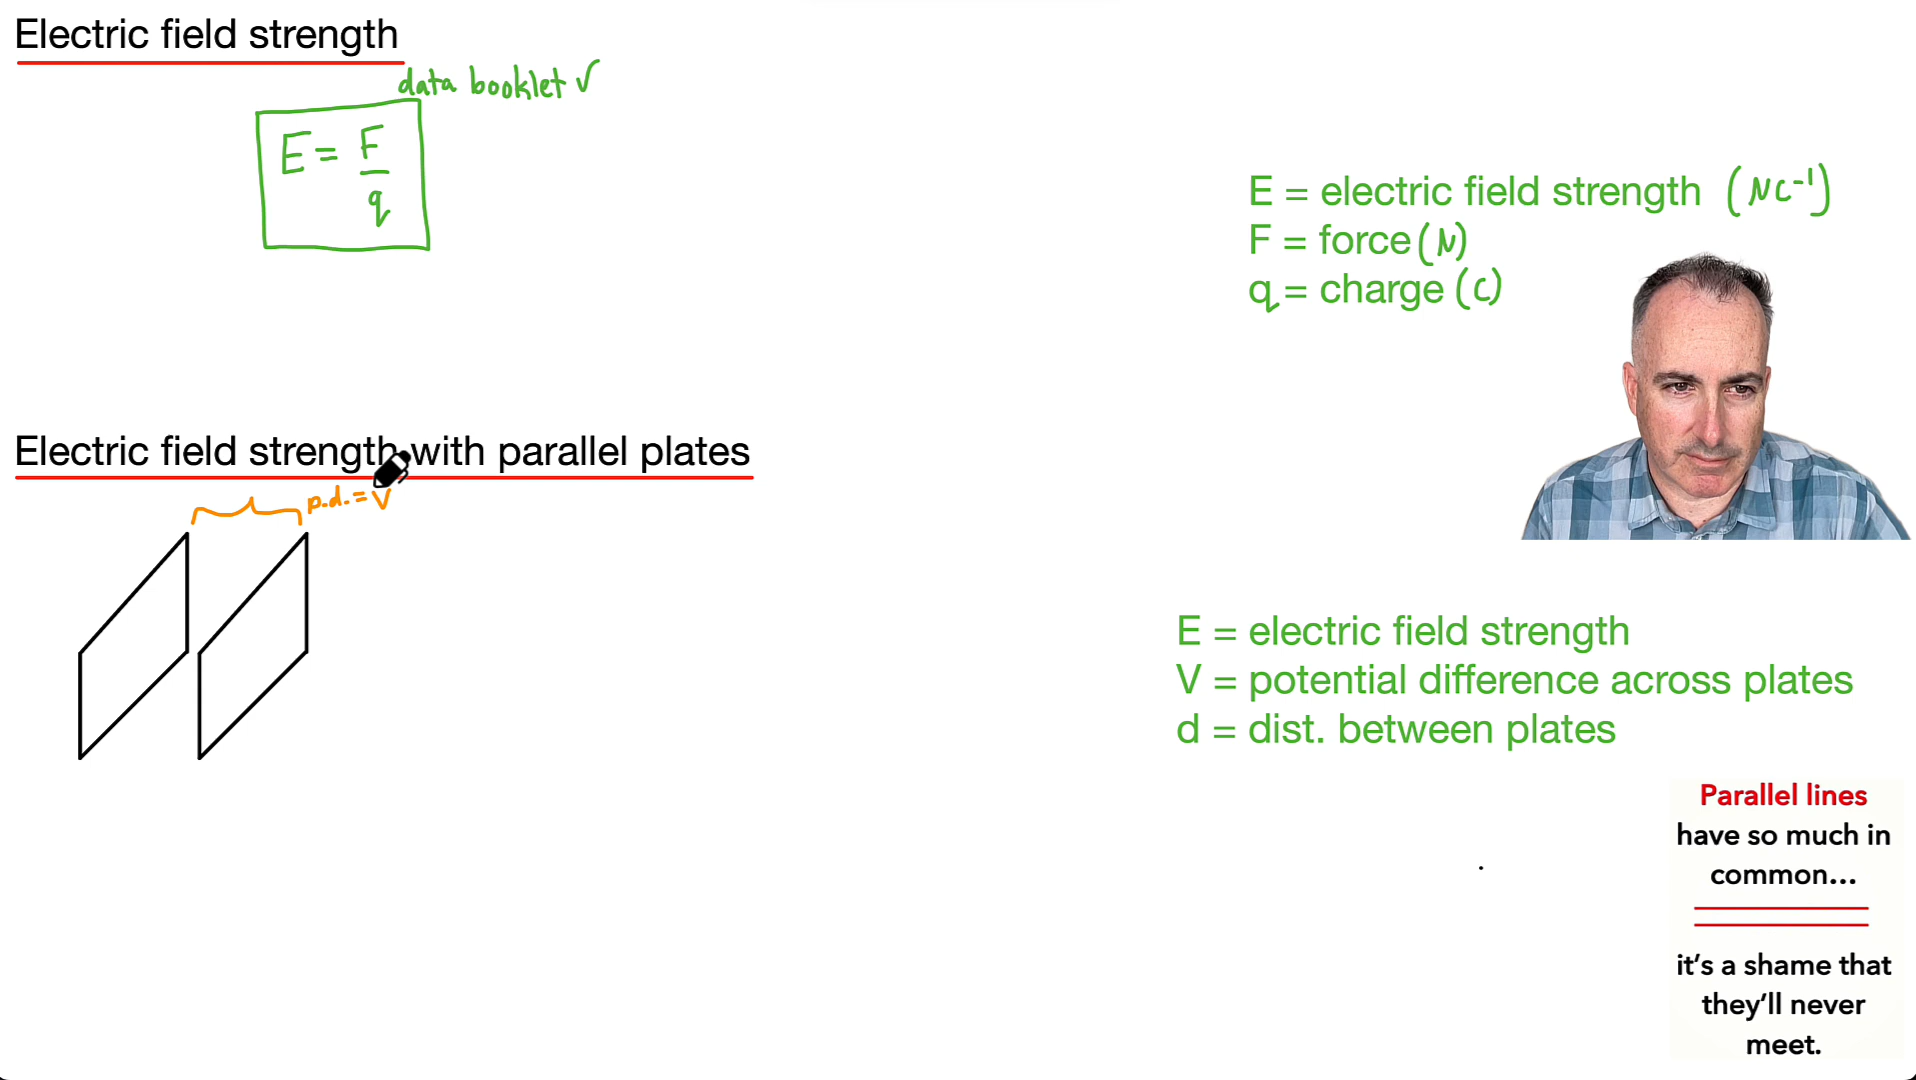 Electric field strength
data booklet ✓
E = F/q
E = electric field strength (NC⁻¹)
F = force (N)
q = charge (C)
Electric field strength with parallel plates
p.d. = V
E = electric field strength
V = potential difference across plates
d = dist. between plates
Parallel lines
have so much in
common...
it's a shame that
they'll never
meet.